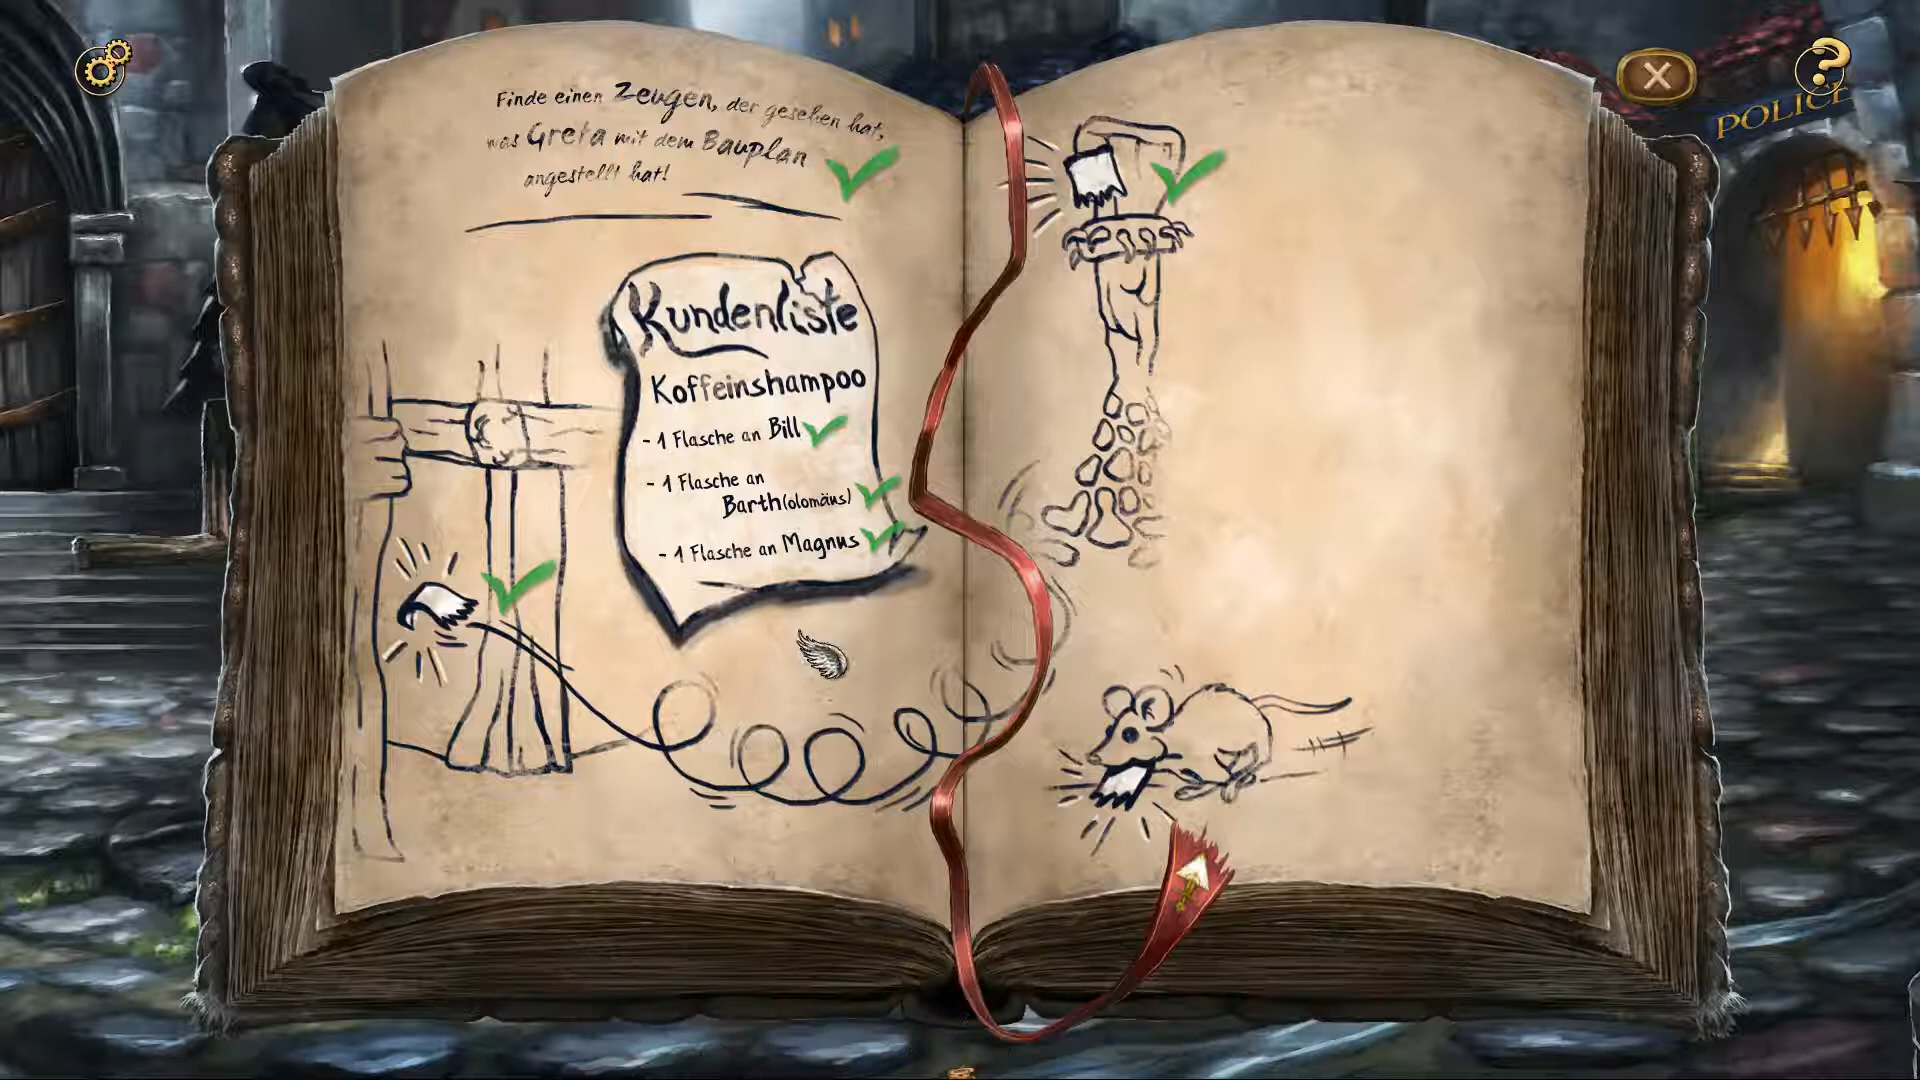 Finde einen Zeugen, der gesehen hat,
was Greta mit dem Bauplan
angestellt hat!
Kundenliste
Koffeinshampoo
- 1 Flasche an Bill
- 1 Flasche an
Barth(olomäus)
- 1 Flasche an Magnus
POLICE